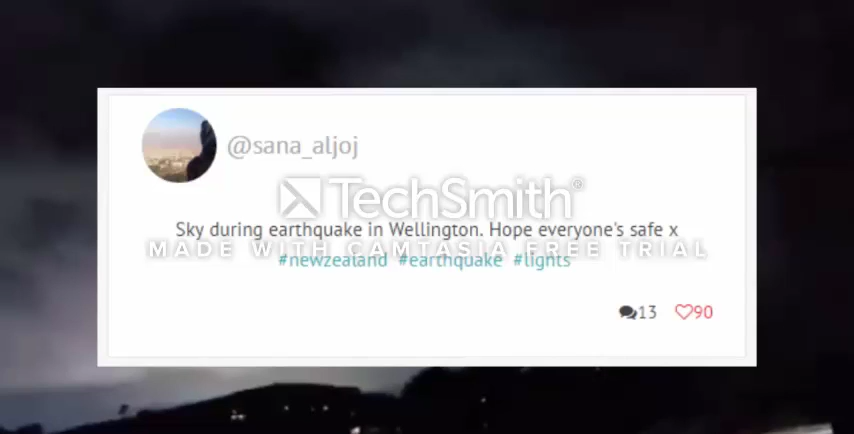 @sana_aljoj
TechSmith®
Sky during earthquake in Wellington. Hope everyone's safe x
MADE WITH CAMTASIA FREE TRIAL
#newzealand #earthquake #lights
13 90